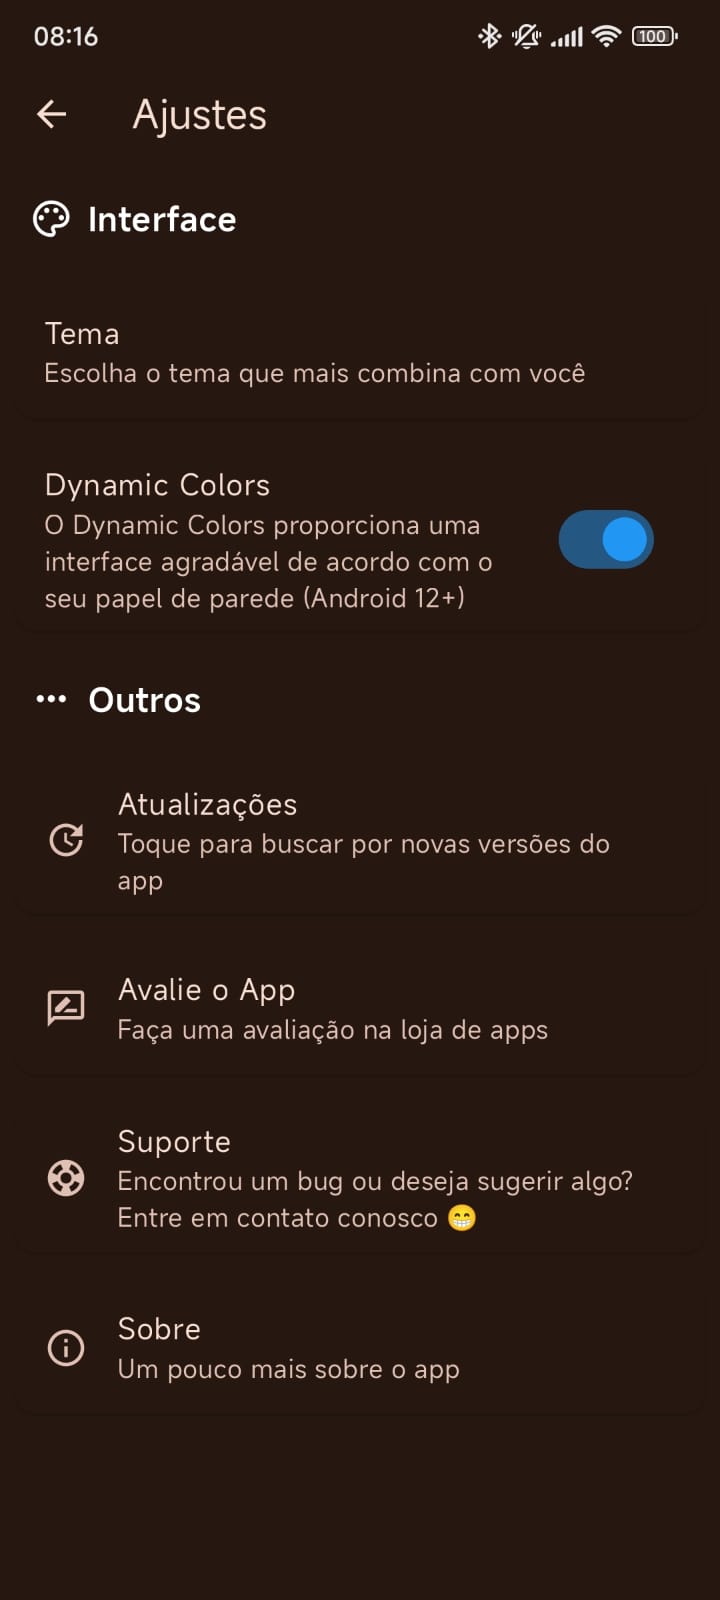 08:16
100
Ajustes
Interface
Tema
Escolha o tema que mais combina com você
Dynamic Colors
O Dynamic Colors proporciona uma
interface agradável de acordo com o
seu papel de parede (Android 12+)
Outros
Atualizações
Toque para buscar por novas versões do
app
Avalie o App
Faça uma avaliação na loja de apps
Suporte
Encontrou um bug ou deseja sugerir algo?
Entre em contato conosco 😁
Sobre
Um pouco mais sobre o app